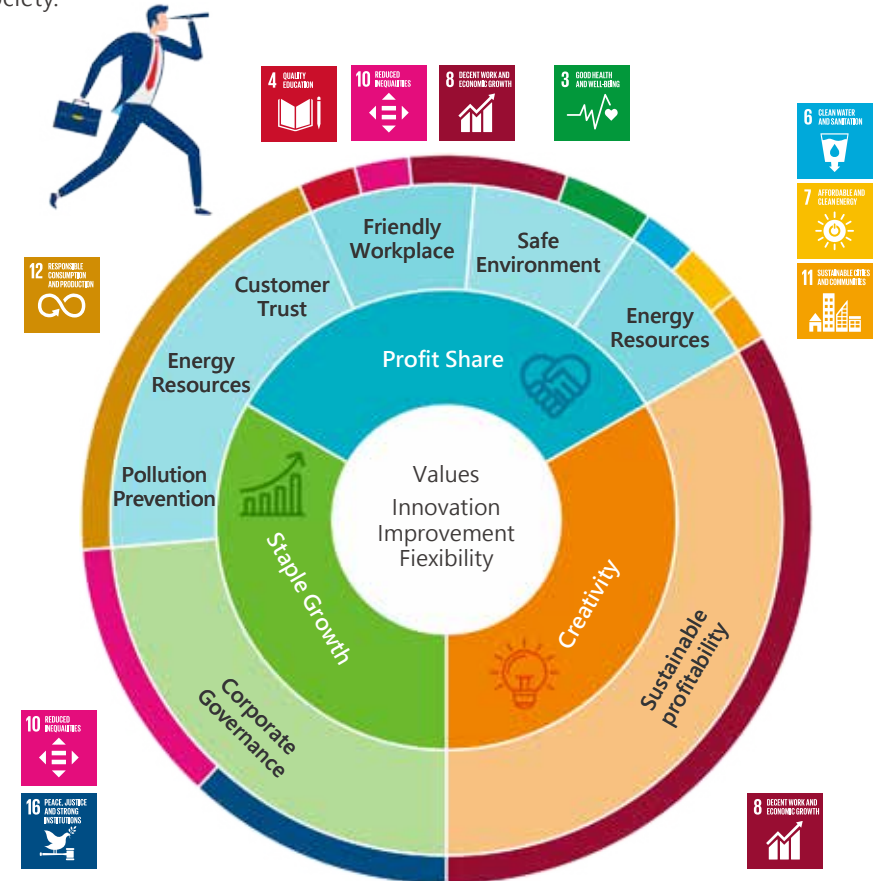 ciety.
4 QUALITY
EDUCATION
10 REDUCED
INEQUALITIES
8 DECENT WORK AND
ECONOMIC GROWTH
3 GOOD HEALTH
AND WELL-BEING
6 CLEAN WATER
AND SANITATION
7 AFFORDABLE AND
CLEAN ENERGY
11 SUSTAINABLE CITIES
AND COMMUNITIES
12 RESPONSIBLE
CONSUMPTION
AND PRODUCTION
Friendly
Workplace
Safe
Environment
Customer
Trust
Energy
Resources
Energy
Resources
Pollution
Prevention
Profit Share
Values
Innovation
Improvement
Fiexibility
Staple Growth
Creativity
Corporate
Governance
Sustainable
profitability
10 REDUCED
INEQUALITIES
16 PEACE, JUSTICE
AND STRONG
INSTITUTIONS
8 DECENT WORK AND
ECONOMIC GROWTH